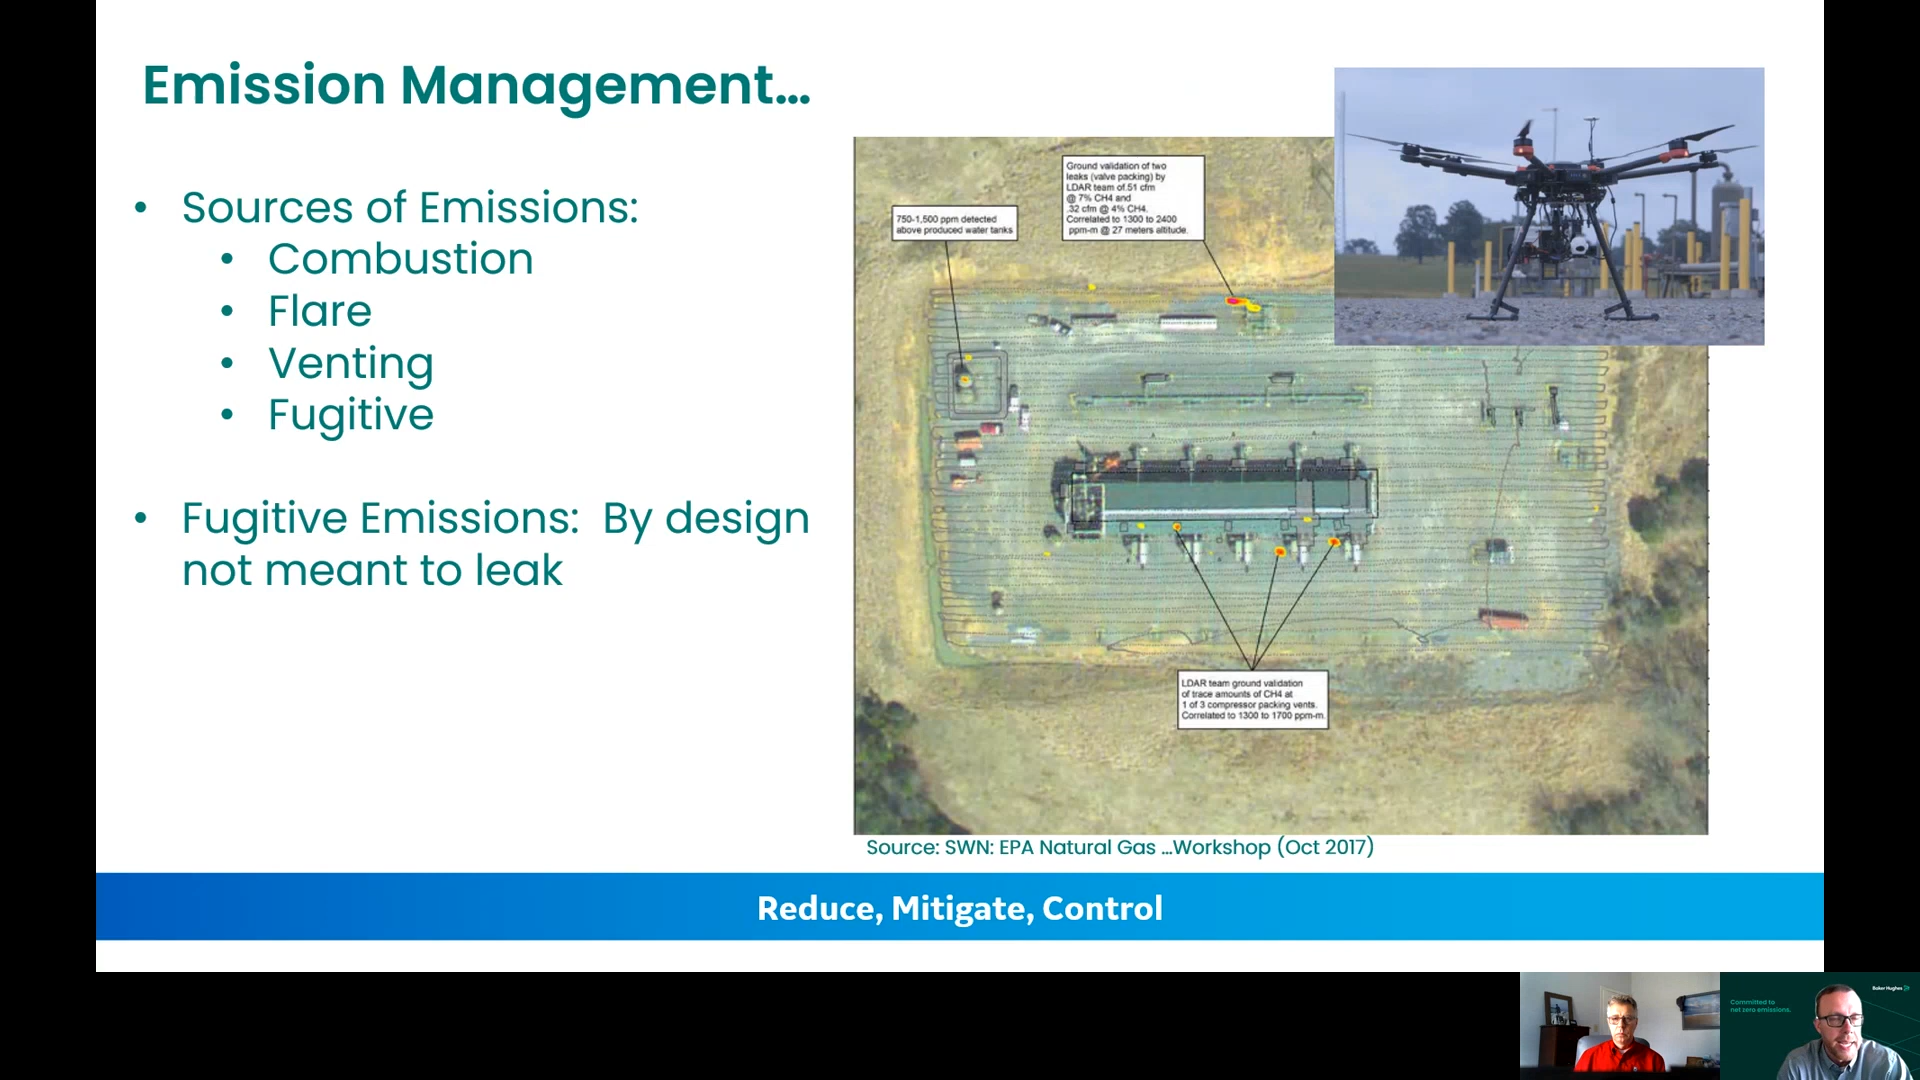 Emission Management...
• Sources of Emissions:
• Combustion
• Flare
• Venting
• Fugitive
• Fugitive Emissions: By design
not meant to leak
750-1,500 ppm detected
above produced water tanks
Ground validation of two
leaks (valve packing) by
LDAR team of.51 cfm
@ 7% CH4 and
.32 cfm @ 4% CH4.
Correlated to 1300 to 2400
ppm-m @ 27 meters altitude.
LDAR team ground validation
of trace amounts of CH4 at
1 of 3 compressor packing vents.
Correlated to 1300 to 1700 ppm-m.
Source: SWN: EPA Natural Gas ...Workshop (Oct 2017)
Reduce, Mitigate, Control
Committed to
net zero emissions.
Baker Hughes